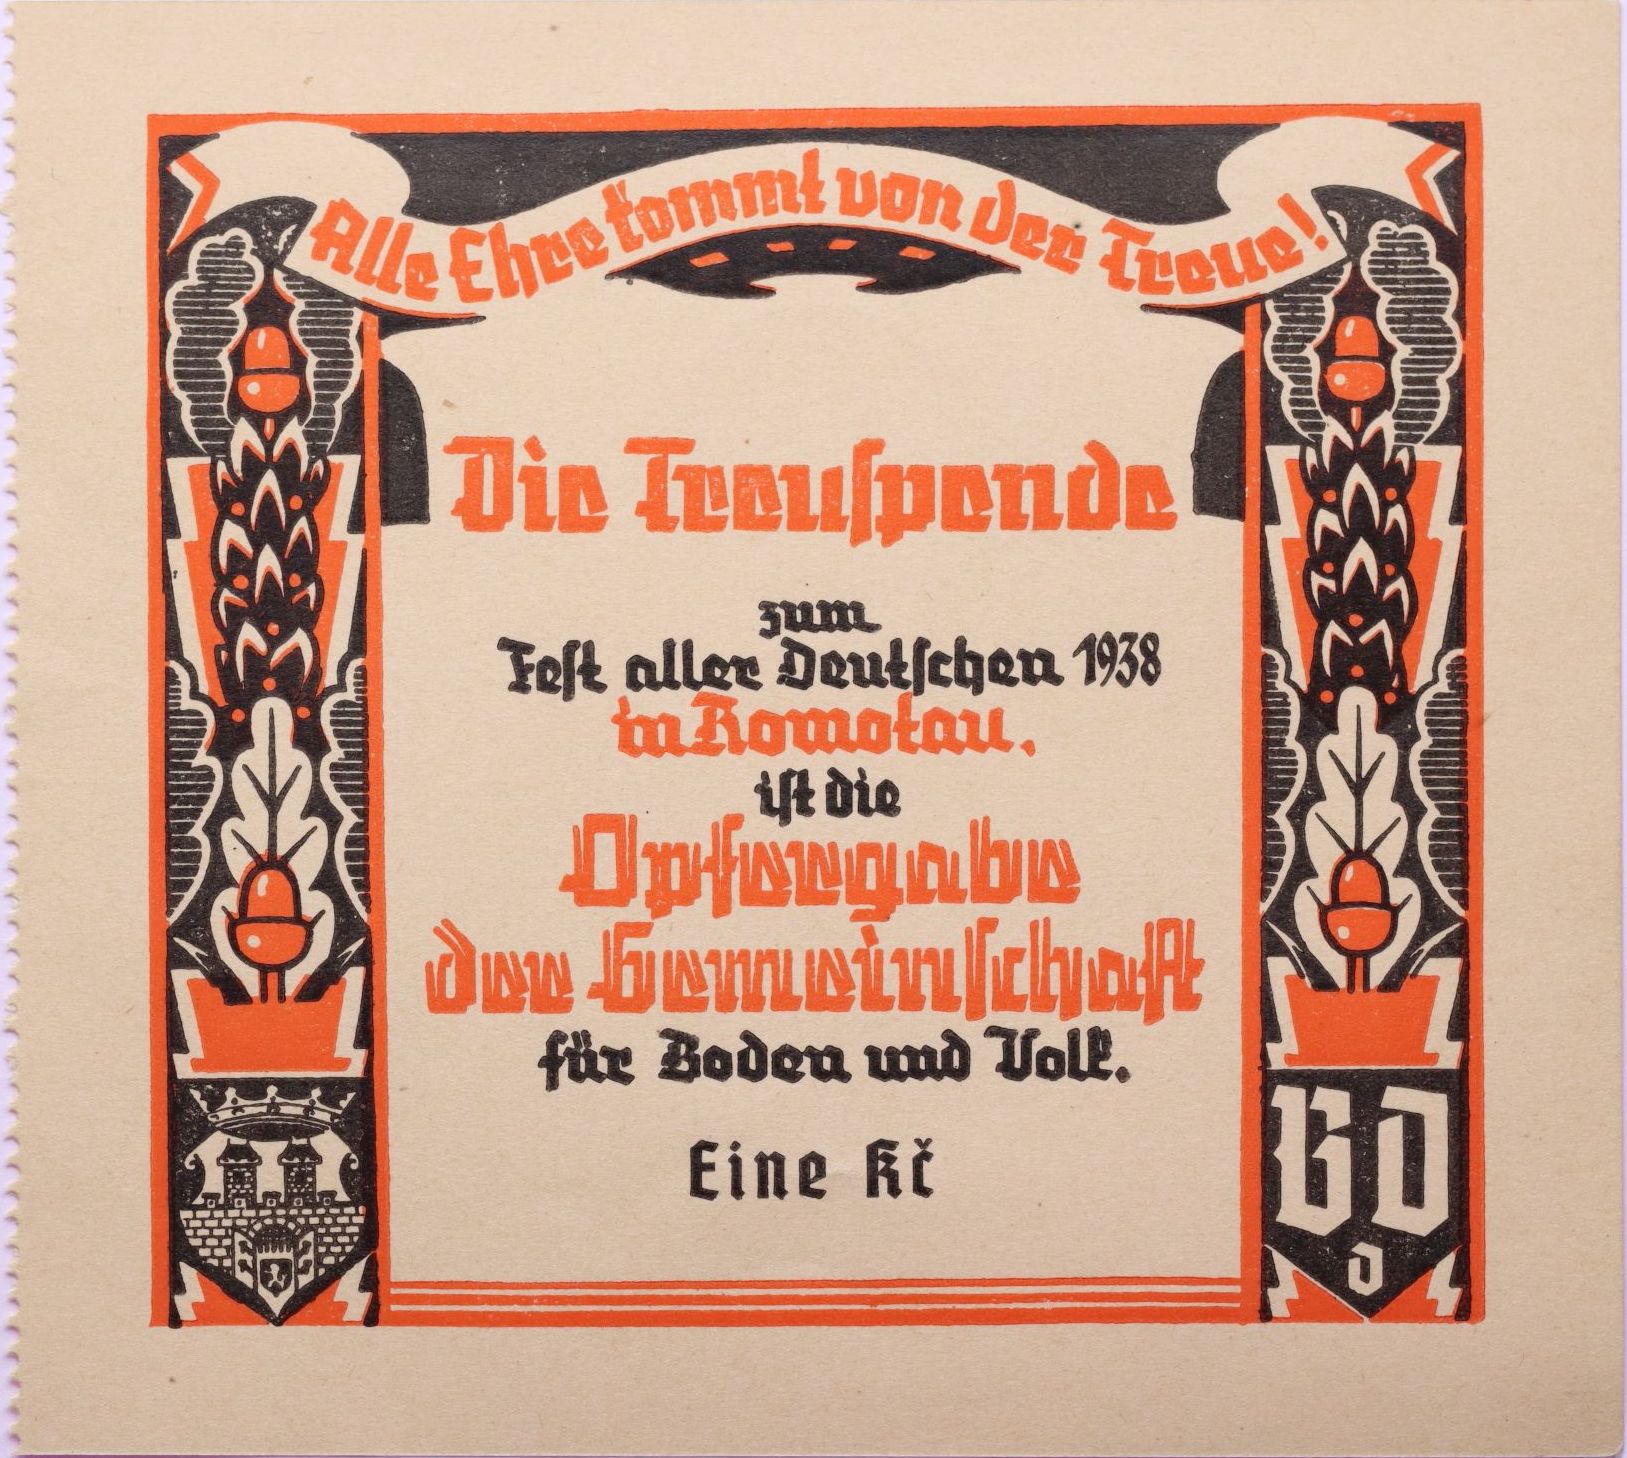 Alle Ehre kommt von der Treue!
Die Treuspende
zum
Fest aller Deutschen 1938
in Komotau.
ist die
Opfergabe
der Gemeinschaft
für Boden und Volk.
Eine Kč
BD
d